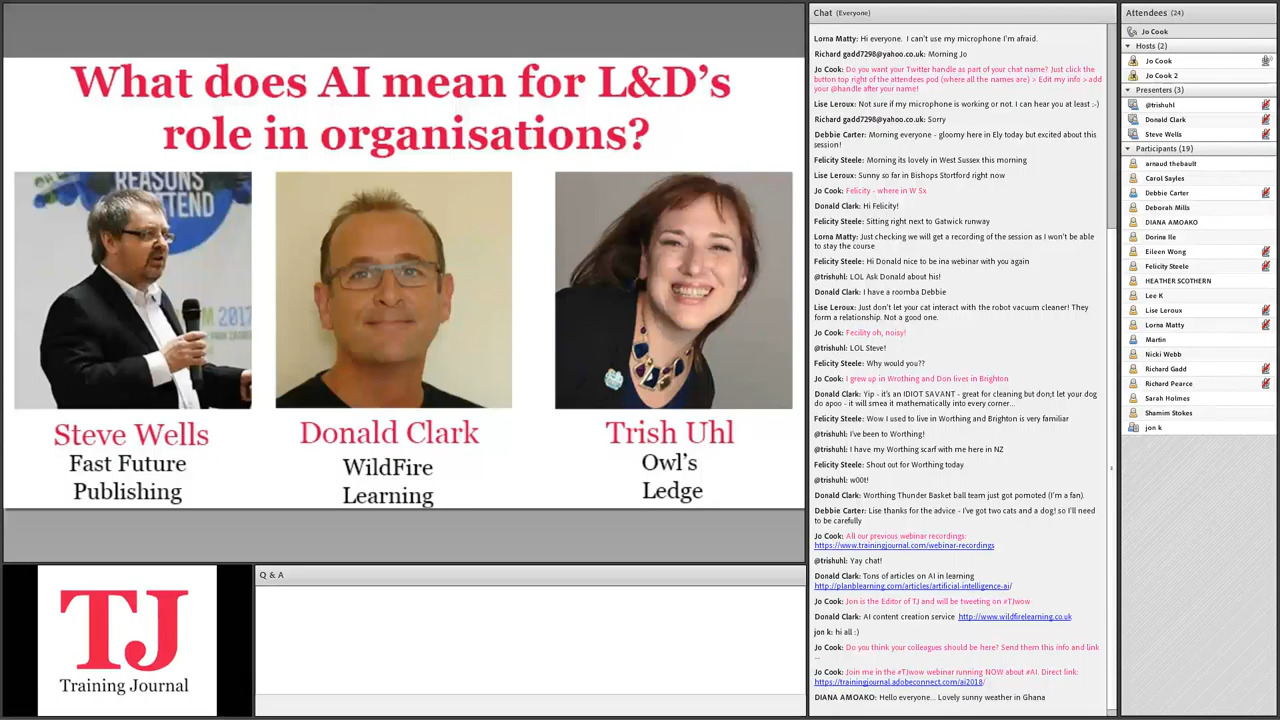 What does AI mean for L&D's
role in organisations?
REASONS
TTEND
2017
Steve Wells
Fast Future
Publishing
Donald Clark
WildFire
Learning
Trish Uhl
Owl's
Ledge
TJ
Training Journal
Q & A
Chat (Everyone)
Lorna Matty: Hi everyone. I can't use my microphone I'm afraid.
Richard gadd7298@yahoo.co.uk: Morning Jo
Jo Cook: Do you want your Twitter handle as part of your chat name? Just click the
button top right of the attendees pod (where all the names are) > Edit my info > add
your @handle after your name!
Lise Leroux: Not sure if my microphone is working or not. I can hear you at least :-)
Richard gadd7298@yahoo.co.uk: Sorry
Debbie Carter: Morning everyone - gloomy here in Ely today but excited about this
session!
Felicity Steele: Morning its lovely in West Sussex this morning
Lise Leroux: Sunny so far in Bishops Stortford right now
Jo Cook: Felicity - where in W Sx
Donald Clark: Hi Felicity!
Felicity Steele: Sitting right next to Gatwick runway
Lorna Matty: Just checking we will get a recording of the session as I won't be able
to stay the course
Felicity Steele: Hi Donald nice to be ina webinar with you again
@trishuhl: LOL Ask Donald about his!
Donald Clark: I have a roomba Debbie
Lise Leroux: Just don't let your cat interact with the robot vacuum cleaner! They
form a relationship. Not a good one.
Jo Cook: Fecility oh, noisy!
@trishuhl: LOL Steve!
Felicity Steele: Why would you??
Jo Cook: I grew up in Wrothing and Don lives in Brighton
Donald Clark: Yip - it's an IDIOT SAVANT - great for cleaning but don;t let your dog
do apoo - it will smea it mathematically into every corner...
Felicity Steele: Wow I used to live in Worthing and Brighton is very familiar
@trishuhl: I've been to Worthing!
@trishuhl: I have my Worthing scarf with me here in NZ
Felicity Steele: Shout out for Worthing today
@trishuhl: w00t!
Donald Clark: Worthing Thunder Basket ball team just got pomoted (I'm a fan).
Debbie Carter: Lise thanks for the advice - I've got two cats and a dog! so I'll need
to be carefully
Jo Cook: All our previous webinar recordings:
https://www.trainingjournal.com/webinar-recordings
@trishuhl: Yay chat!
Donald Clark: Tons of articles on AI in learning
http://planblearning.com/articles/artificial-intelligence-ai/
Jo Cook: Jon is the Editor of TJ and will be tweeting on #TJwow
Donald Clark: AI content creation service http://www.wildfirelearning.co.uk
jon k: hi all :)
Jo Cook: Do you think your colleagues should be here? Send them this info and link
...
Jo Cook: Join me in the #TJwow webinar running NOW about #AI. Direct link:
https://trainingjournal.adobeconnect.com/ai2018/
DIANA AMOAKO: Hello everyone... Lovely sunny weather in Ghana
Attendees (24)
Jo Cook
Hosts (2)
Jo Cook
Jo Cook 2
Presenters (3)
@trishuhl
Donald Clark
Steve Wells
Participants (19)
arnaud thebault
Carol Sayles
Debbie Carter
Deborah Mills
DIANA AMOAKO
Dorina Ile
Eileen Wong
Felicity Steele
HEATHER SCOTHERN
Lee K
Lise Leroux
Lorna Matty
Martin
Nicki Webb
Richard Gadd
Richard Pearce
Sarah Holmes
Shamim Stokes
jon k